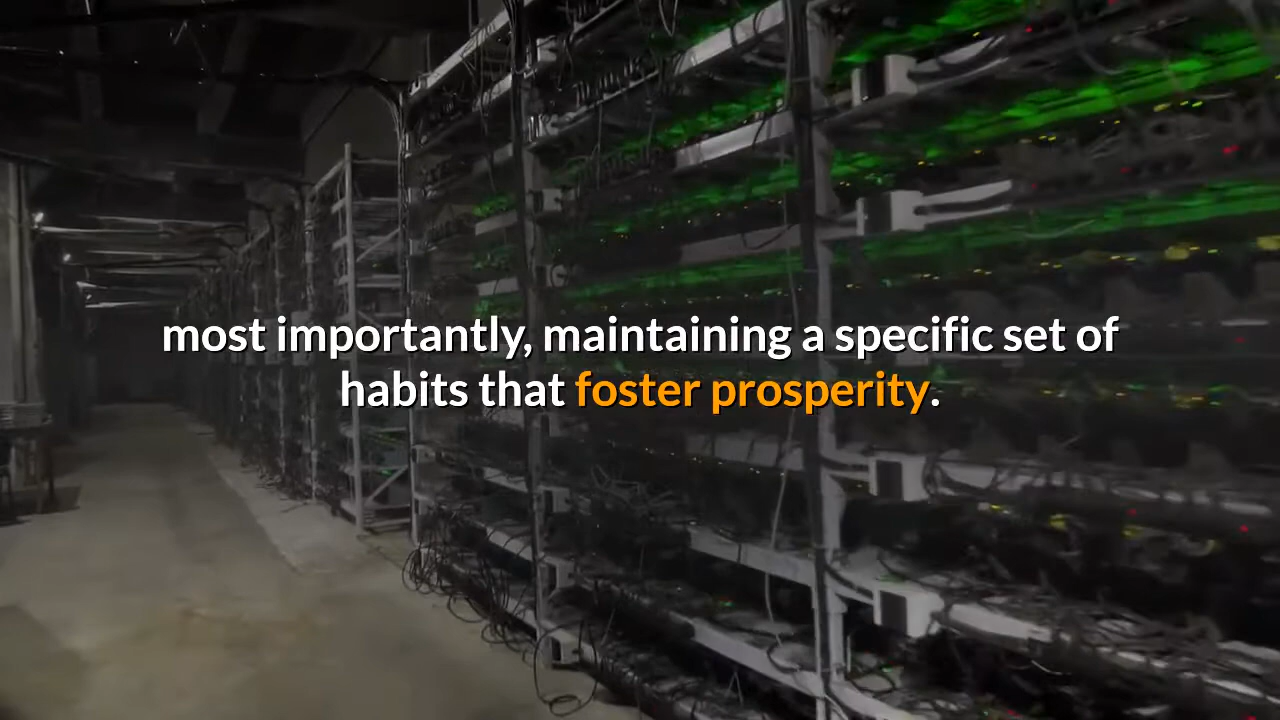 most importantly, maintaining a specific set of
habits that foster prosperity.